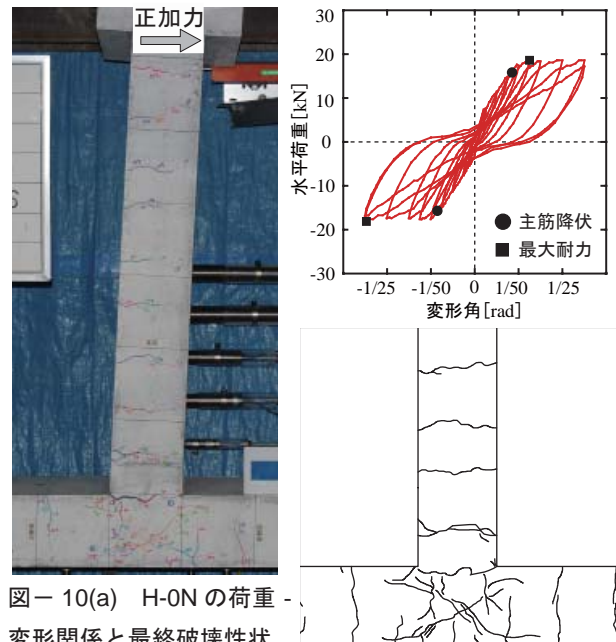 正加力
30
20
10
0
-10
-20
-30
水平荷重[kN]
● 主筋降伏
■ 最大耐力
-1/25 -1/50 0 1/50 1/25
変形角[rad]
図－10(a) H-0N の荷重 -
変形関係と最終破壊性状